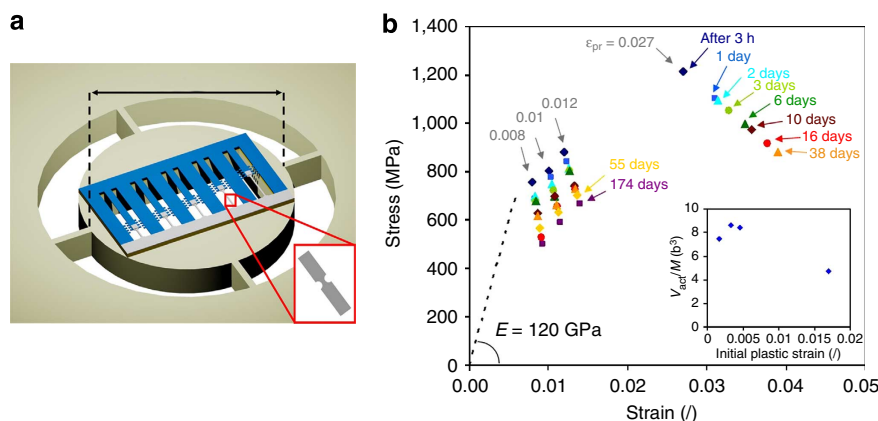 a
b
1,400
1,200
1,000
800
600
400
200
0
Stress (MPa)
0.00
0.01
0.02
0.03
0.04
0.05
Strain (/)
E = 120 GPa
0.008
0.01
0.012
εpr = 0.027
After 3 h
1 day
2 days
3 days
6 days
10 days
16 days
38 days
55 days
174 days
10
8
6
4
2
0
Vact/M (b³)
0
0.005
0.01
0.015
0.02
Initial plastic strain (/)